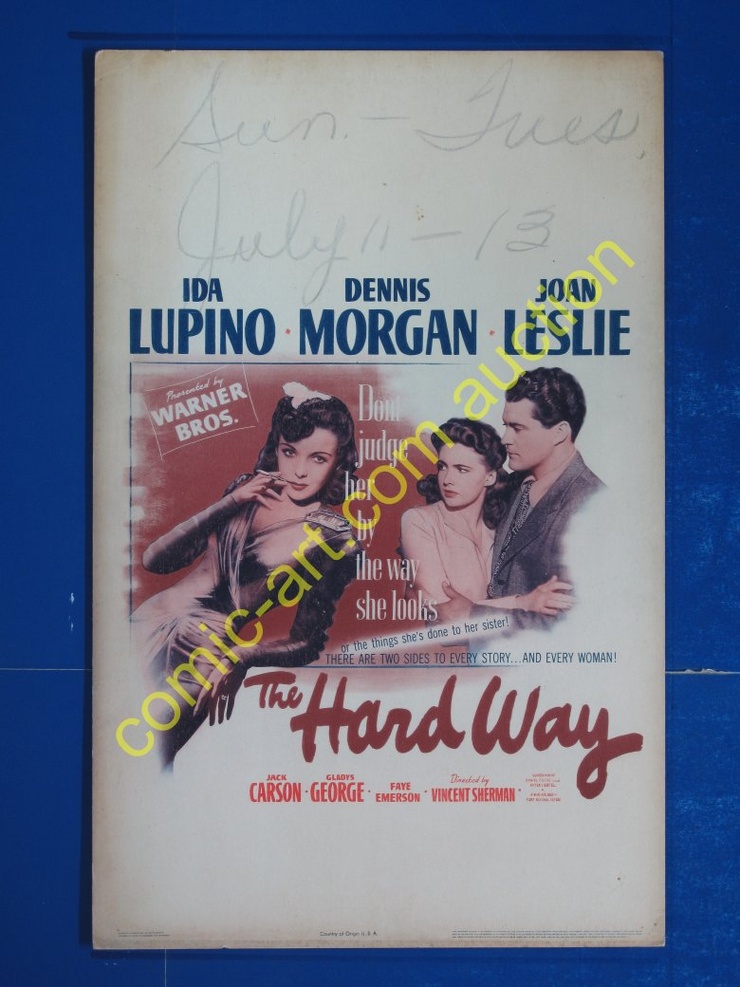 Sun. - Tues.
July 11 - 13
IDA LUPINO · DENNIS MORGAN · JOAN LESLIE
Presented by
WARNER
BROS.
Don't
judge
her
by
the way
she looks
or the things she's done to her sister!
THERE ARE TWO SIDES TO EVERY STORY...AND EVERY WOMAN!
The Hard Way
JACK CARSON · GLADYS GEORGE · FAYE EMERSON · Directed by VINCENT SHERMAN ·
Country of Origin U.S.A.
comic-art.com auction